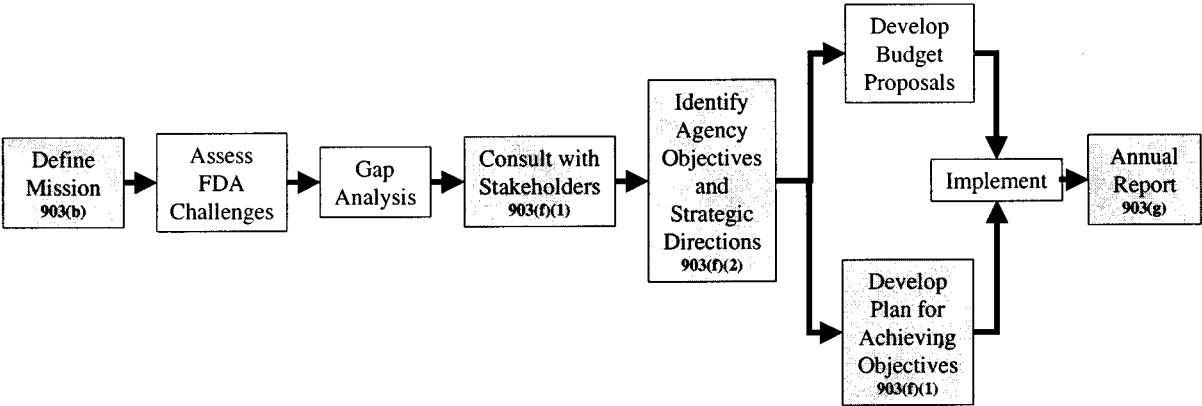 Define
Mission
903(b)
Assess
FDA
Challenges
Gap
Analysis
Consult with
Stakeholders
903(f)(1)
Identify
Agency
Objectives
and
Strategic
Directions
903(f)(2)
Develop
Budget
Proposals
Develop
Plan for
Achieving
Objectives
903(f)(1)
Implement
Annual
Report
903(g)